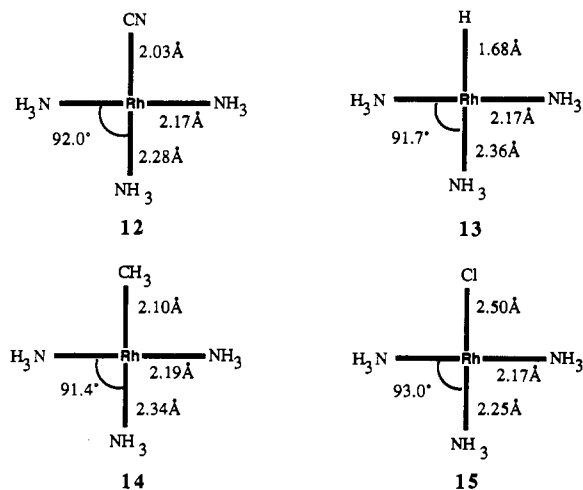 CN
2.03Å
H3N Rh NH3
92.0° 2.17Å
2.28Å
NH3
12
H
1.68Å
H3N Rh NH3
91.7° 2.17Å
2.36Å
NH3
13
CH3
2.10Å
H3N Rh NH3
91.4° 2.19Å
2.34Å
NH3
14
Cl
2.50Å
H3N Rh NH3
93.0° 2.17Å
2.25Å
NH3
15